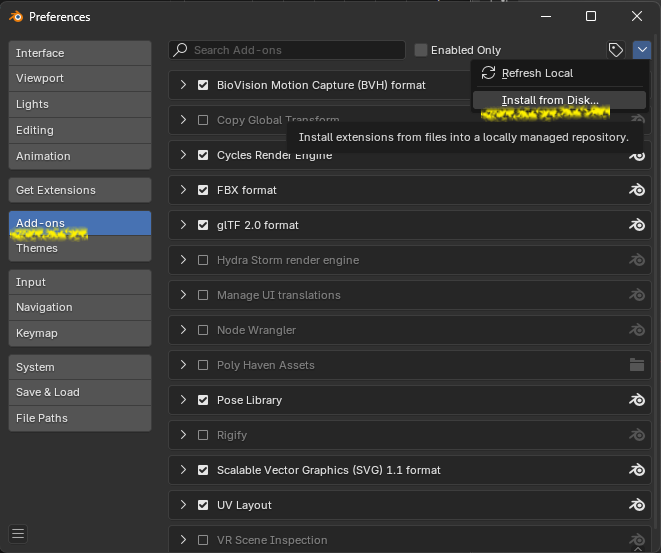 Preferences
Interface
Viewport
Lights
Editing
Animation
Get Extensions
Add-ons
Themes
Input
Navigation
Keymap
System
Save & Load
File Paths
Search Add-ons
Enabled Only
Refresh Local
Install from Disk...
Install extensions from files into a locally managed repository.
BioVision Motion Capture (BVH) format
Copy Global Transform
Cycles Render Engine
FBX format
glTF 2.0 format
Hydra Storm render engine
Manage UI translations
Node Wrangler
Poly Haven Assets
Pose Library
Rigify
Scalable Vector Graphics (SVG) 1.1 format
UV Layout
VR Scene Inspection